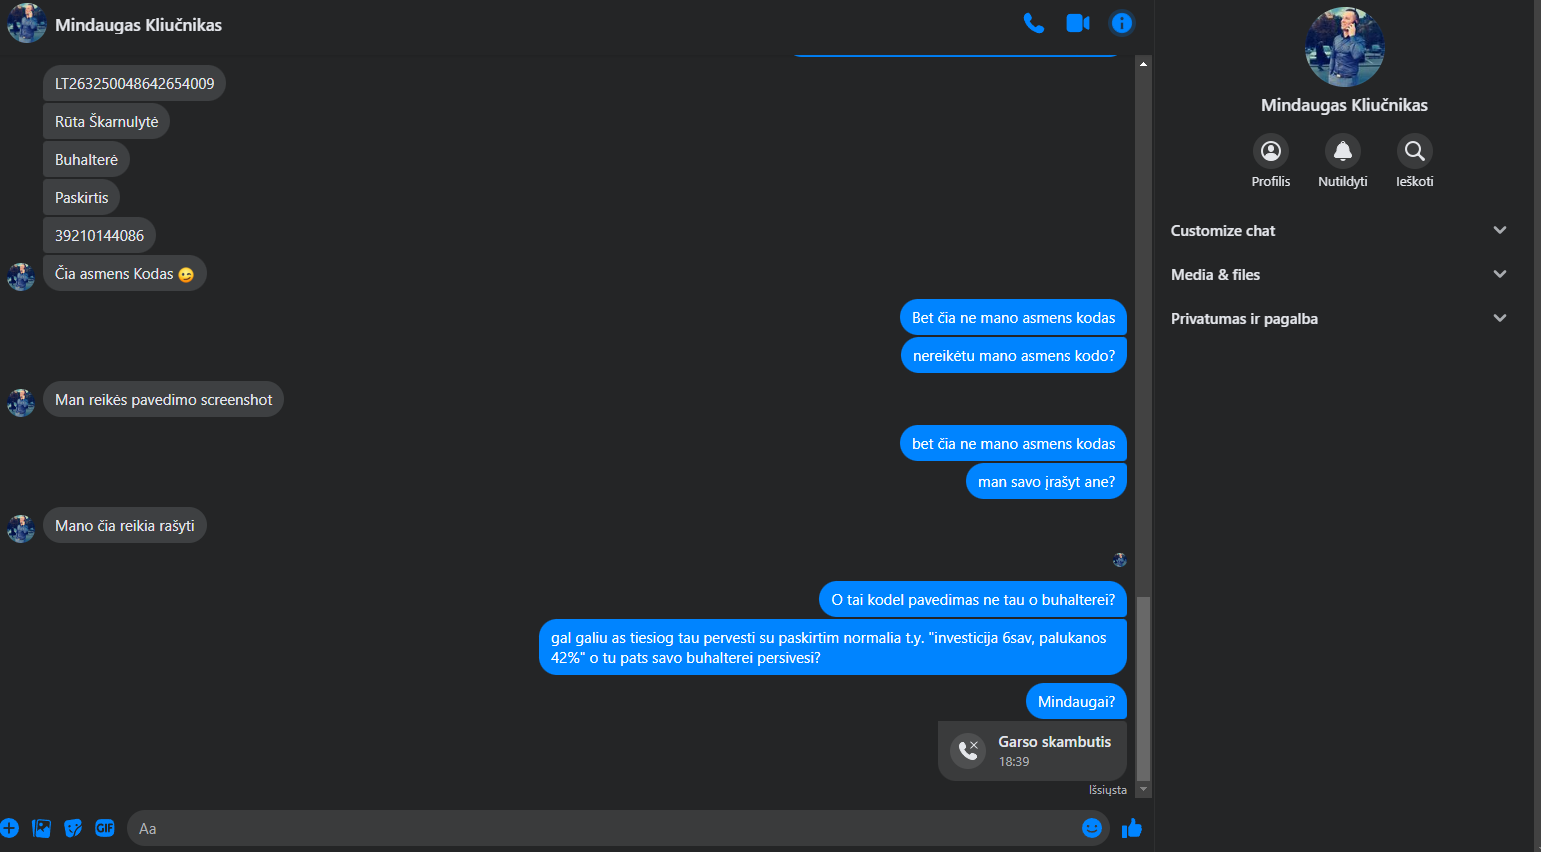 Mindaugas Kliučnikas
LT263250048642654009
Rūta Škarnulytė
Buhalterė
Paskirtis
39210144086
Čia asmens Kodas 😉
Bet čia ne mano asmens kodas
nereikėtu mano asmens kodo?
Man reikės pavedimo screenshot
bet čia ne mano asmens kodas
man savo įrašyt ane?
Mano čia reikia rašyti
O tai kodel pavedimas ne tau o buhalterei?
gal galiu as tiesiog tau pervesti su paskirtim normalia t.y. "investicija 6sav, palukanos
42%" o tu pats savo buhalterei persivesi?
Mindaugai?
Garso skambutis
18:39
Išsiųsta
GIF
Aa
Mindaugas Kliučnikas
Profilis
Nutildyti
Ieškoti
Customize chat
Media & files
Privatumas ir pagalba